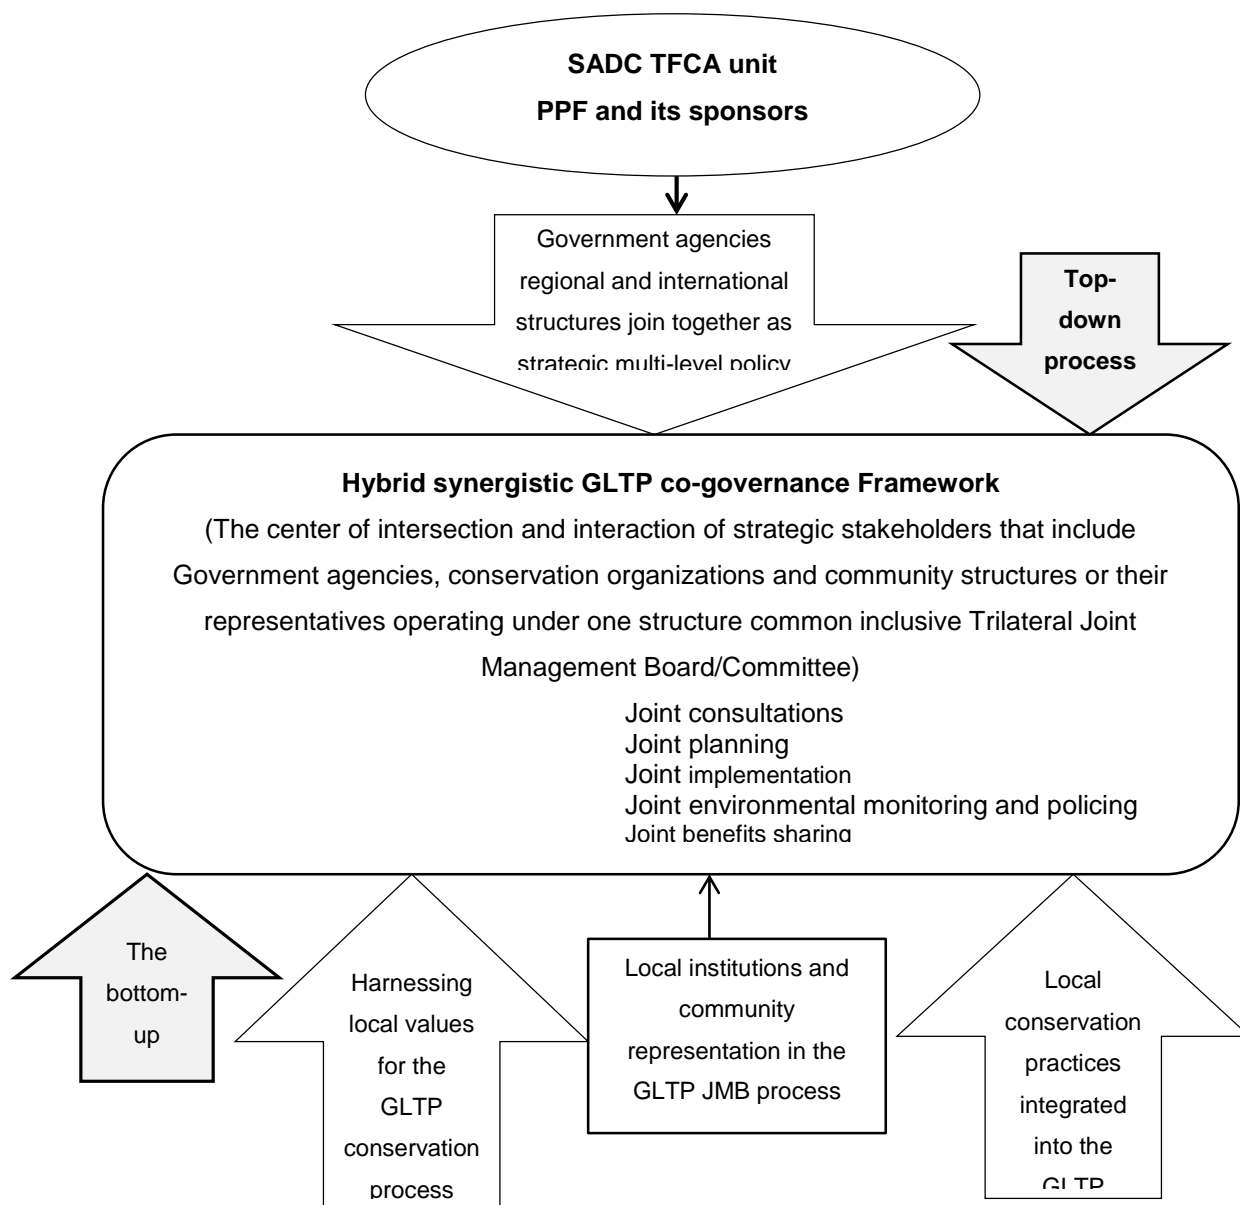 SADC TFCA unit
PPF and its sponsors
Government agencies
regional and international
structures join together as
strategic multi-level policy
Top-
down
process
Hybrid synergistic GLTP co-governance Framework
(The center of intersection and interaction of strategic stakeholders that include
Government agencies, conservation organizations and community structures or their
representatives operating under one structure common inclusive Trilateral Joint
Management Board/Committee)
Joint consultations
Joint planning
Joint implementation
Joint environmental monitoring and policing
Joint benefits sharing
The
bottom-
up
Harnessing
local values
for the
GLTP
conservation
process
Local institutions and
community
representation in the
GLTP JMB process
Local
conservation
practices
integrated
into the
GLTP